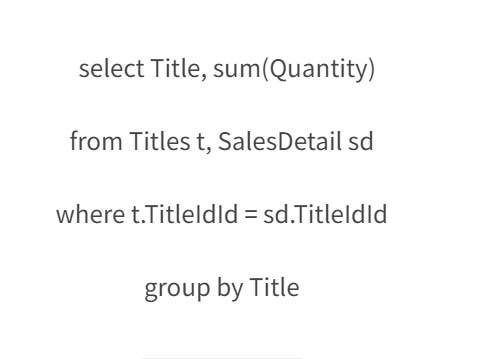 select Title, sum(Quantity)
from Titles t, SalesDetail sd
where t.TitleIdId = sd.TitleIdId
group by Title